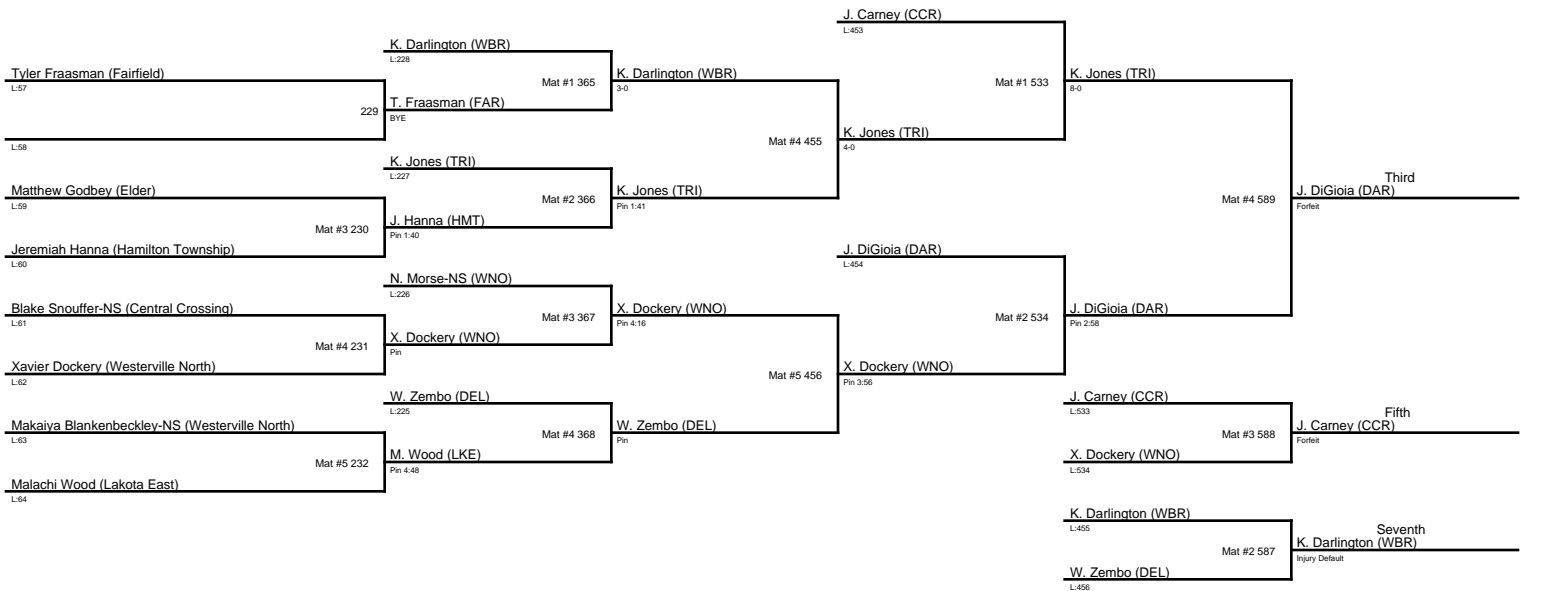 J. Carney (CCR)
L:453
K. Darlington (WBR)
L:228
Tyler Fraasman (Fairfield)
L:57
Mat #1 365
K. Darlington (WBR)
3-0
Mat #1 533
K. Jones (TRI)
8-0
229
T. Fraasman (FAR)
BYE
L:58
Mat #4 455
K. Jones (TRI)
4-0
K. Jones (TRI)
L:227
Matthew Godbey (Elder)
L:59
Mat #2 366
K. Jones (TRI)
Pin 1:41
Mat #4 589
Third
J. DiGioia (DAR)
Forfeit
Mat #3 230
J. Hanna (HMT)
Pin 1:40
Jeremiah Hanna (Hamilton Township)
L:60
J. DiGioia (DAR)
L:454
N. Morse-NS (WNO)
L:226
Blake Snouffer-NS (Central Crossing)
L:61
Mat #3 367
X. Dockery (WNO)
Pin 4:16
Mat #2 534
J. DiGioia (DAR)
Pin 2:58
Mat #4 231
X. Dockery (WNO)
Pin
Xavier Dockery (Westerville North)
L:62
Mat #5 456
X. Dockery (WNO)
Pin 3:56
W. Zembo (DEL)
L:225
J. Carney (CCR)
L:533
Makaiya Blankenbeckley-NS (Westerville North)
L:63
Mat #4 368
W. Zembo (DEL)
Pin
Mat #3 588
Fifth
J. Carney (CCR)
Forfeit
Mat #5 232
M. Wood (LKE)
Pin 4:48
X. Dockery (WNO)
L:534
Malachi Wood (Lakota East)
L:64
K. Darlington (WBR)
L:455
Mat #2 587
Seventh
K. Darlington (WBR)
Injury Default
W. Zembo (DEL)
L:456